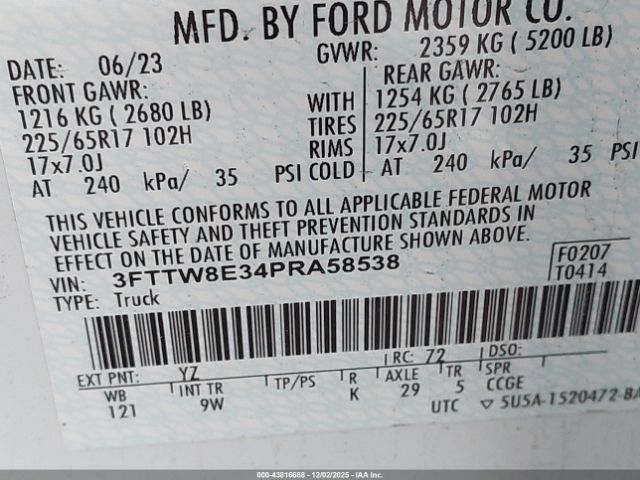 MFD. BY FORD MOTOR CO.
DATE: 06/23 GVWR: 2359 KG ( 5200 LB)
FRONT GAWR: REAR GAWR:
1216 KG ( 2680 LB) WITH 1254 KG ( 2765 LB)
225/65R17 102H TIRES 225/65R17 102H
17x7.0J RIMS 17x7.0J
AT 240 kPa/ 35 PSI COLD AT 240 kPa/ 35 PSI
THIS VEHICLE CONFORMS TO ALL APPLICABLE FEDERAL MOTOR
VEHICLE SAFETY AND THEFT PREVENTION STANDARDS IN
EFFECT ON THE DATE OF MANUFACTURE SHOWN ABOVE.
VIN: 3FTTW8E34PRA58538 F0207
TYPE: Truck T0414
EXT PNT: YZ RC: 72 DSO:
WB INT TR TP/PS R AXLE TR SPR
121 9W K 29 5 CCGE
UTC ▽ 5U5A-1520472-BA
000-43816688 - 12/02/2025 - IAA Corp.